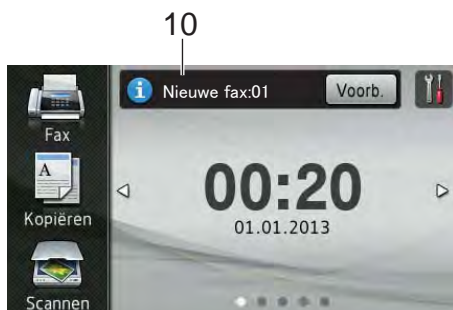 10
Nieuwe fax:01 Voorb.
Fax
A
Kopiëren
00:20
01.01.2013
Scannen